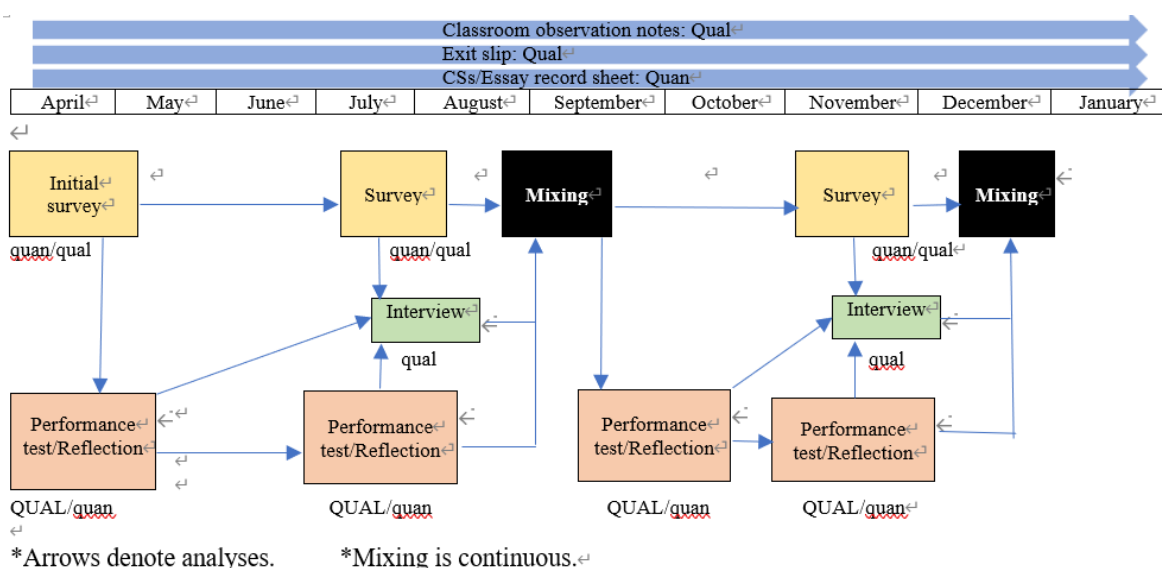 Classroom observation notes: Qual
Exit slip: Qual
CSs/Essay record sheet: Quan
April May June July August September October November December January
Initial
survey
Survey
Mixing
Survey
Mixing
quan/qual
quan/qual
quan/qual
Interview
Interview
qual
qual
Performance
test/Reflection
Performance
test/Reflection
Performance
test/Reflection
Performance
test/Reflection
QUAL/quan
QUAL/quan
QUAL/quan
QUAL/quan
*Arrows denote analyses. *Mixing is continuous.